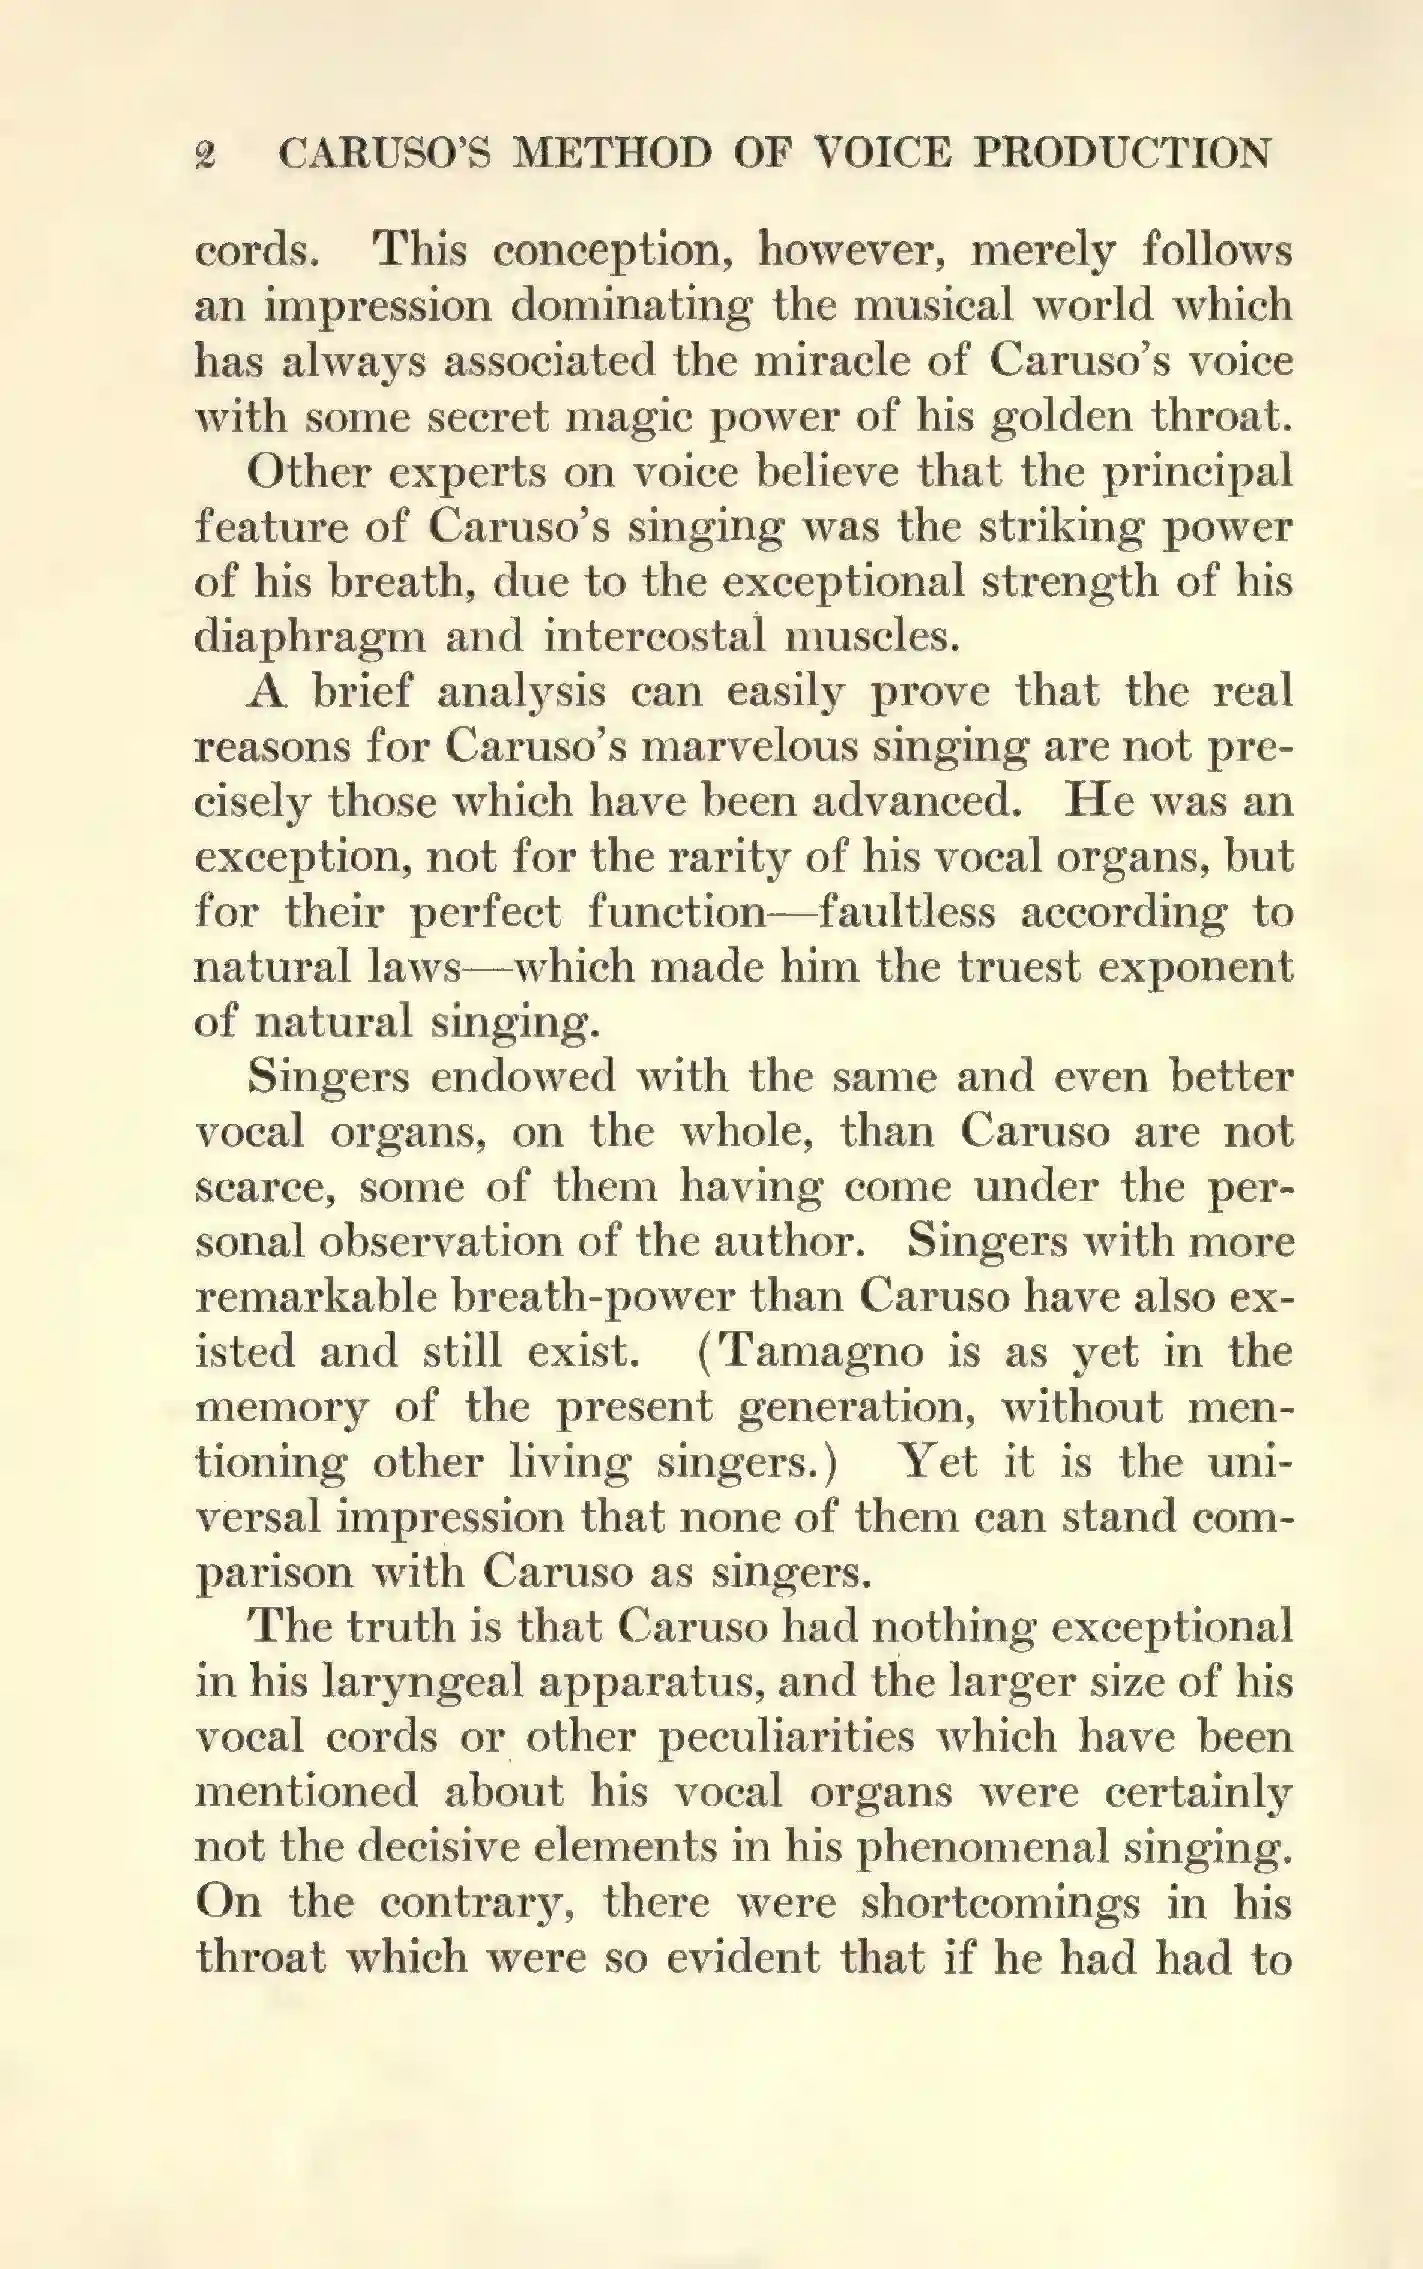 2 CARUSO'S METHOD OF VOICE PRODUCTION
cords. This conception, however, merely follows
an impression dominating the musical world which
has always associated the miracle of Caruso's voice
with some secret magic power of his golden throat.
Other experts on voice believe that the principal
feature of Caruso's singing was the striking power
of his breath, due to the exceptional strength of his
diaphragm and intercostal muscles.
A brief analysis can easily prove that the real
reasons for Caruso's marvelous singing are not pre-
cisely those which have been advanced. He was an
exception, not for the rarity of his vocal organs, but
for their perfect function—faultless according to
natural laws—which made him the truest exponent
of natural singing.
Singers endowed with the same and even better
vocal organs, on the whole, than Caruso are not
scarce, some of them having come under the per-
sonal observation of the author. Singers with more
remarkable breath-power than Caruso have also ex-
isted and still exist. (Tamagno is as yet in the
memory of the present generation, without men-
tioning other living singers.) Yet it is the uni-
versal impression that none of them can stand com-
parison with Caruso as singers.
The truth is that Caruso had nothing exceptional
in his laryngeal apparatus, and the larger size of his
vocal cords or other peculiarities which have been
mentioned about his vocal organs were certainly
not the decisive elements in his phenomenal singing.
On the contrary, there were shortcomings in his
throat which were so evident that if he had had to